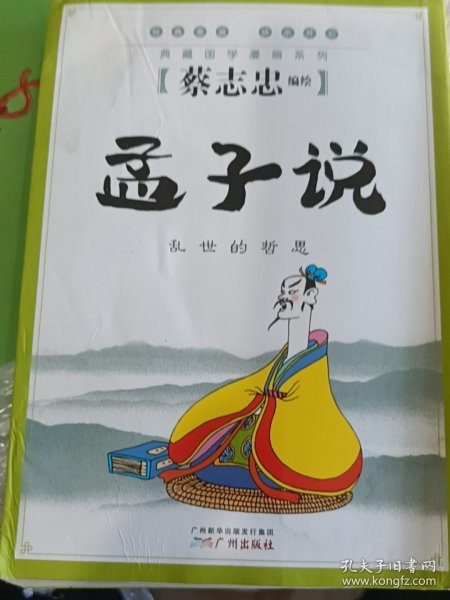 典藏国学漫画系列
【蔡志忠编绘】
孟子说
乱世的哲思
广州新华出版发行集团
广州出版社
孔夫子旧书网
www.kongfz.com